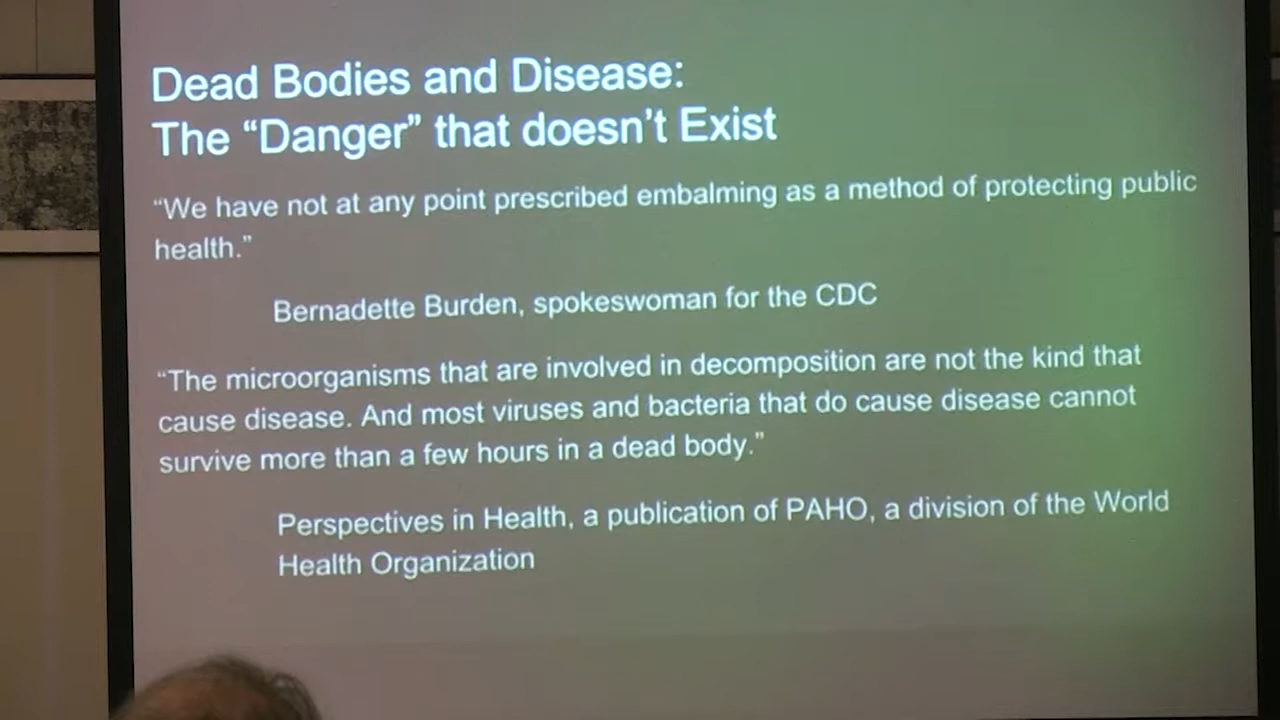 Dead Bodies and Disease:
The “Danger” that doesn’t Exist
“We have not at any point prescribed embalming as a method of protecting public
health.”
Bernadette Burden, spokeswoman for the CDC
“The microorganisms that are involved in decomposition are not the kind that
cause disease. And most viruses and bacteria that do cause disease cannot
survive more than a few hours in a dead body.”
Perspectives in Health, a publication of PAHO, a division of the World
Health Organization